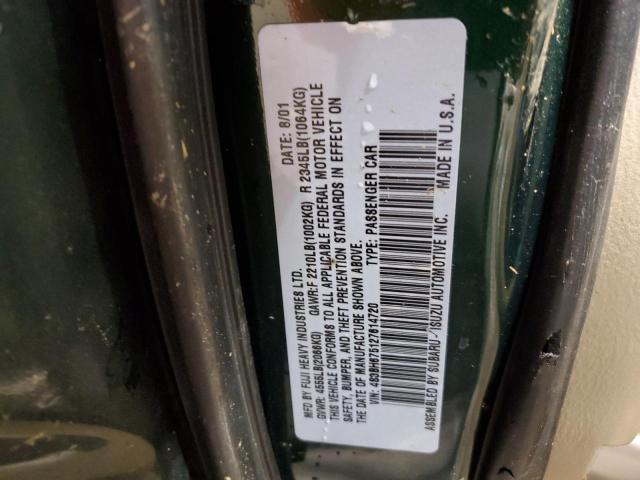 MFD BY FUJI HEAVY INDUSTRIES LTD. DATE: 8/01
GVWR: 4555LB(2066KG) GAWR:F 2210LB(1002KG) R 2345LB(1064KG)
THIS VEHICLE CONFORMS TO ALL APPLICABLE FEDERAL MOTOR VEHICLE
SAFETY, BUMPER, AND THEFT PREVENTION STANDARDS IN EFFECT ON
THE DATE OF MANUFACTURE SHOWN ABOVE.
VIN: 4S3BH675127614720 TYPE: PASSENGER CAR
ASSEMBLED BY SUBARU-ISUZU AUTOMOTIVE INC. MADE IN U.S.A.